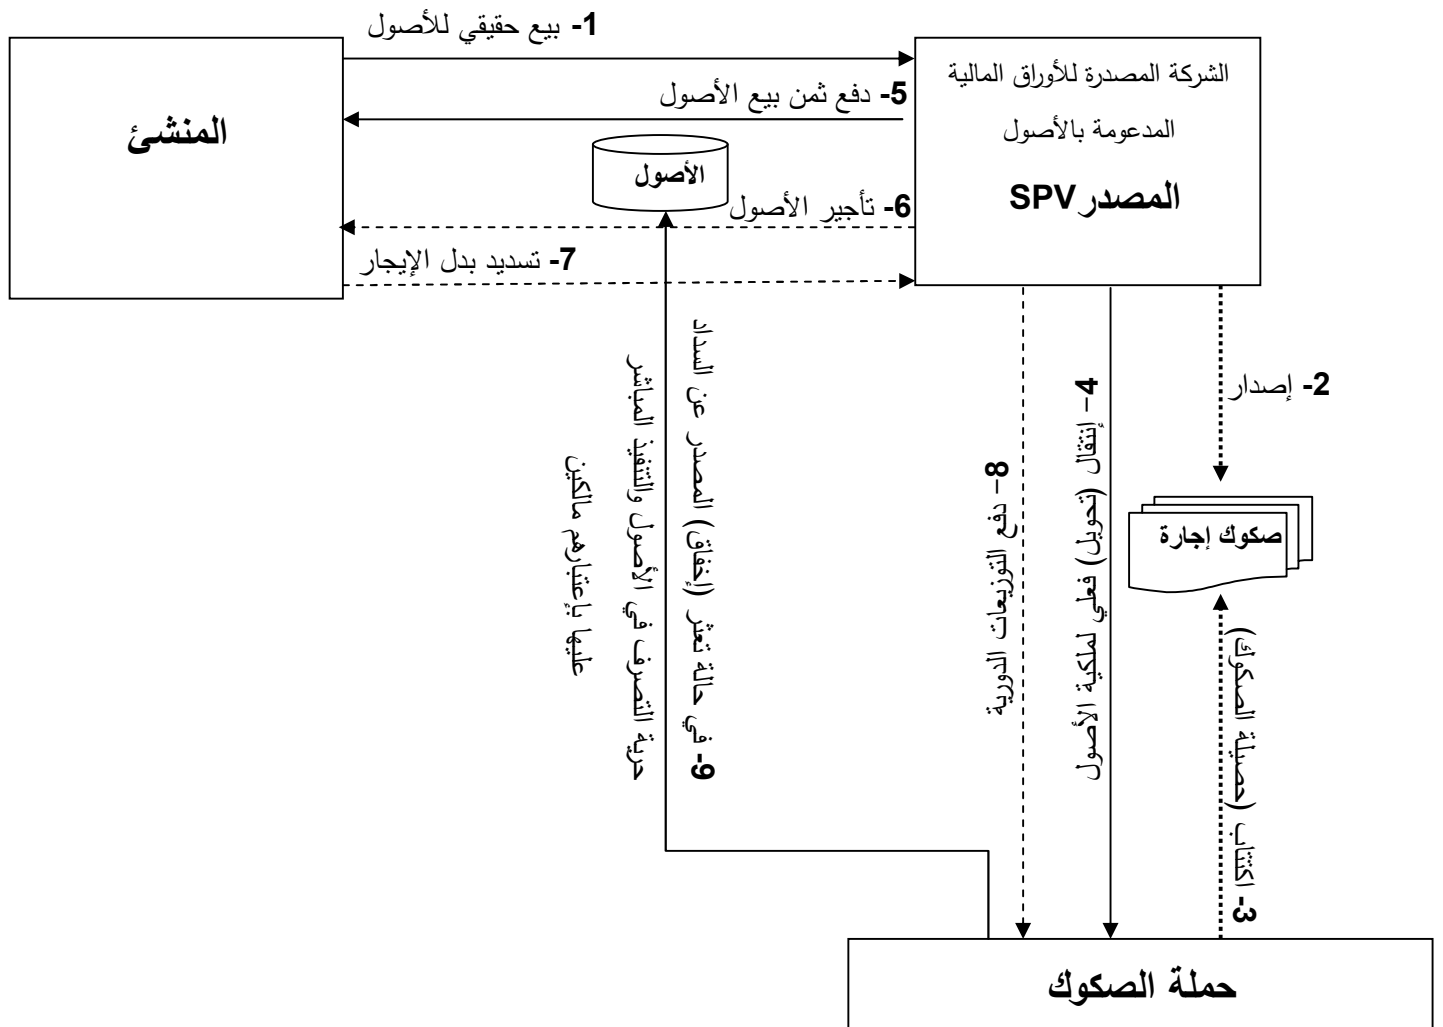 1- بيع حقيقي للأصول
الشركة المصدرة للأوراق المالية
المدعومة بالأصول
المصدر SPV
5- دفع ثمن بيع الأصول
المنشئ
الأصول
6- تأجير الأصول
7- تسديد بدل الإيجار
2- إصدار
صكوك إجارة
3- اكتتاب (حصيلة الصكوك)
4- إنتقال (تحويل) فعلي لملكية الأصول
8- دفع التوزيعات الدورية
9- في حالة تعثر (إخفاق) المصدر عن السداد
حرية التصرف في الأصول والتنفيذ المباشر
عليها بإعتبارهم مالكين
حملة الصكوك